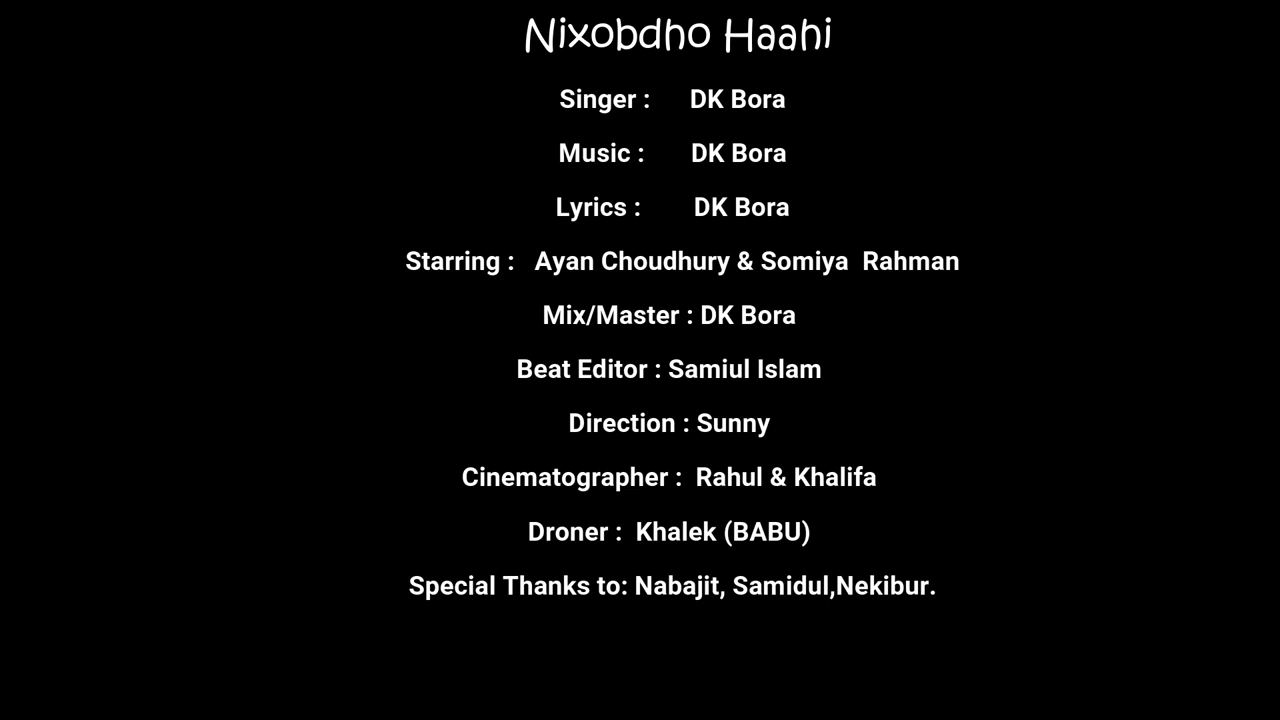 Nixobdho Haahi
Singer : DK Bora
Music : DK Bora
Lyrics : DK Bora
Starring : Ayan Choudhury & Somiya Rahman
Mix/Master : DK Bora
Beat Editor : Samiul Islam
Direction : Sunny
Cinematographer : Rahul & Khalifa
Droner : Khalek (BABU)
Special Thanks to: Nabajit, Samidul,Nekibur.